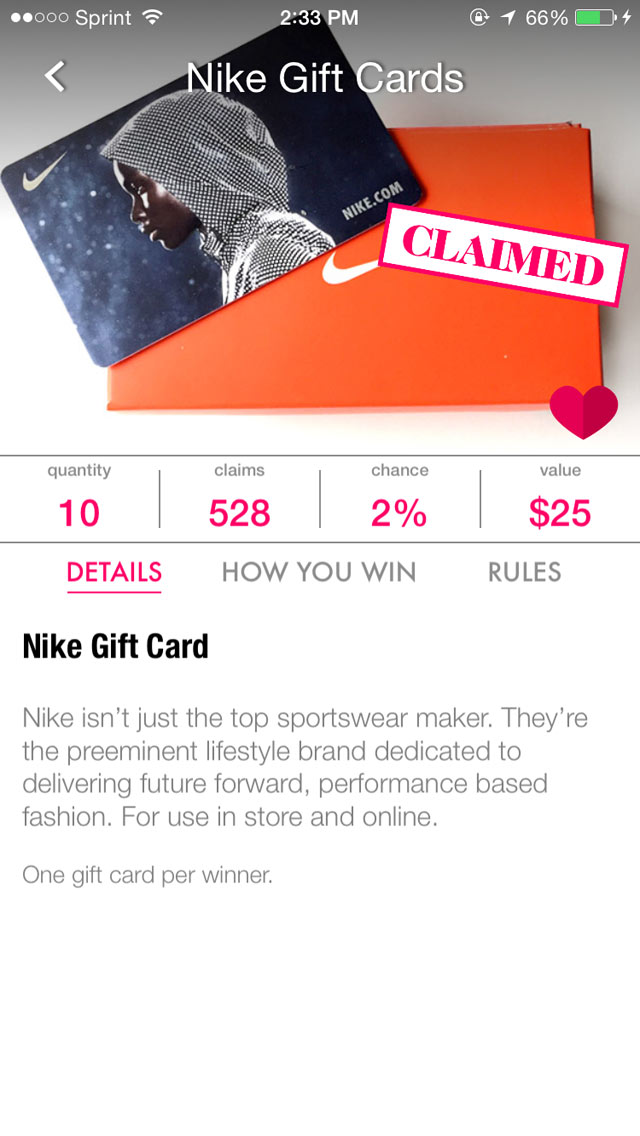 Sprint 2:33 PM 66%
Nike Gift Cards
NIKE.COM
CLAIMED
quantity claims chance value
10 528 2% $25
DETAILS HOW YOU WIN RULES
Nike Gift Card
Nike isn’t just the top sportswear maker. They’re
the preeminent lifestyle brand dedicated to
delivering future forward, performance based
fashion. For use in store and online.
One gift card per winner.